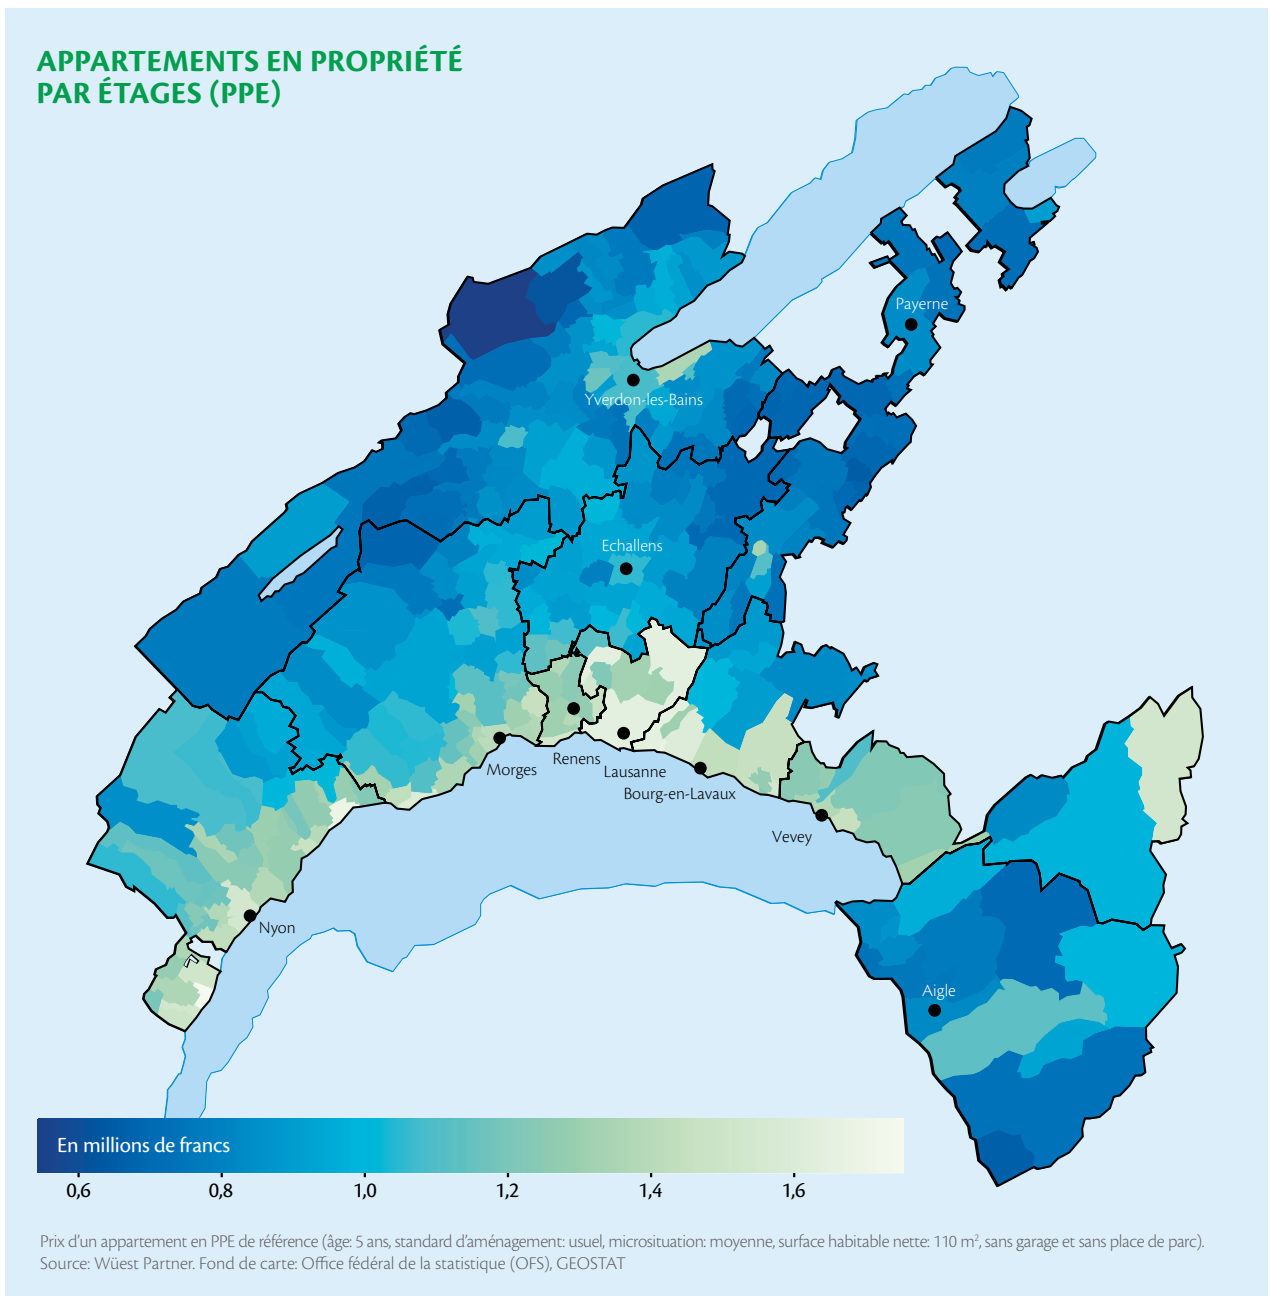 APPARTEMENTS EN PROPRIÉTÉ
PAR ÉTAGES (PPE)
Payerne
Yverdon-les-Bains
Echallens
Morges
Renens
Lausanne
Bourg-en-Lavaux
Vevey
Nyon
Aigle
En millions de francs
0,6 0,8 1,0 1,2 1,4 1,6
Prix d'un appartement en PPE de référence (âge: 5 ans, standard d'aménagement: usuel, microsituation: moyenne, surface habitable nette: 110 m², sans garage et sans place de parc).
Source: Wüest Partner. Fond de carte: Office fédéral de la statistique (OFS), GEOSTAT